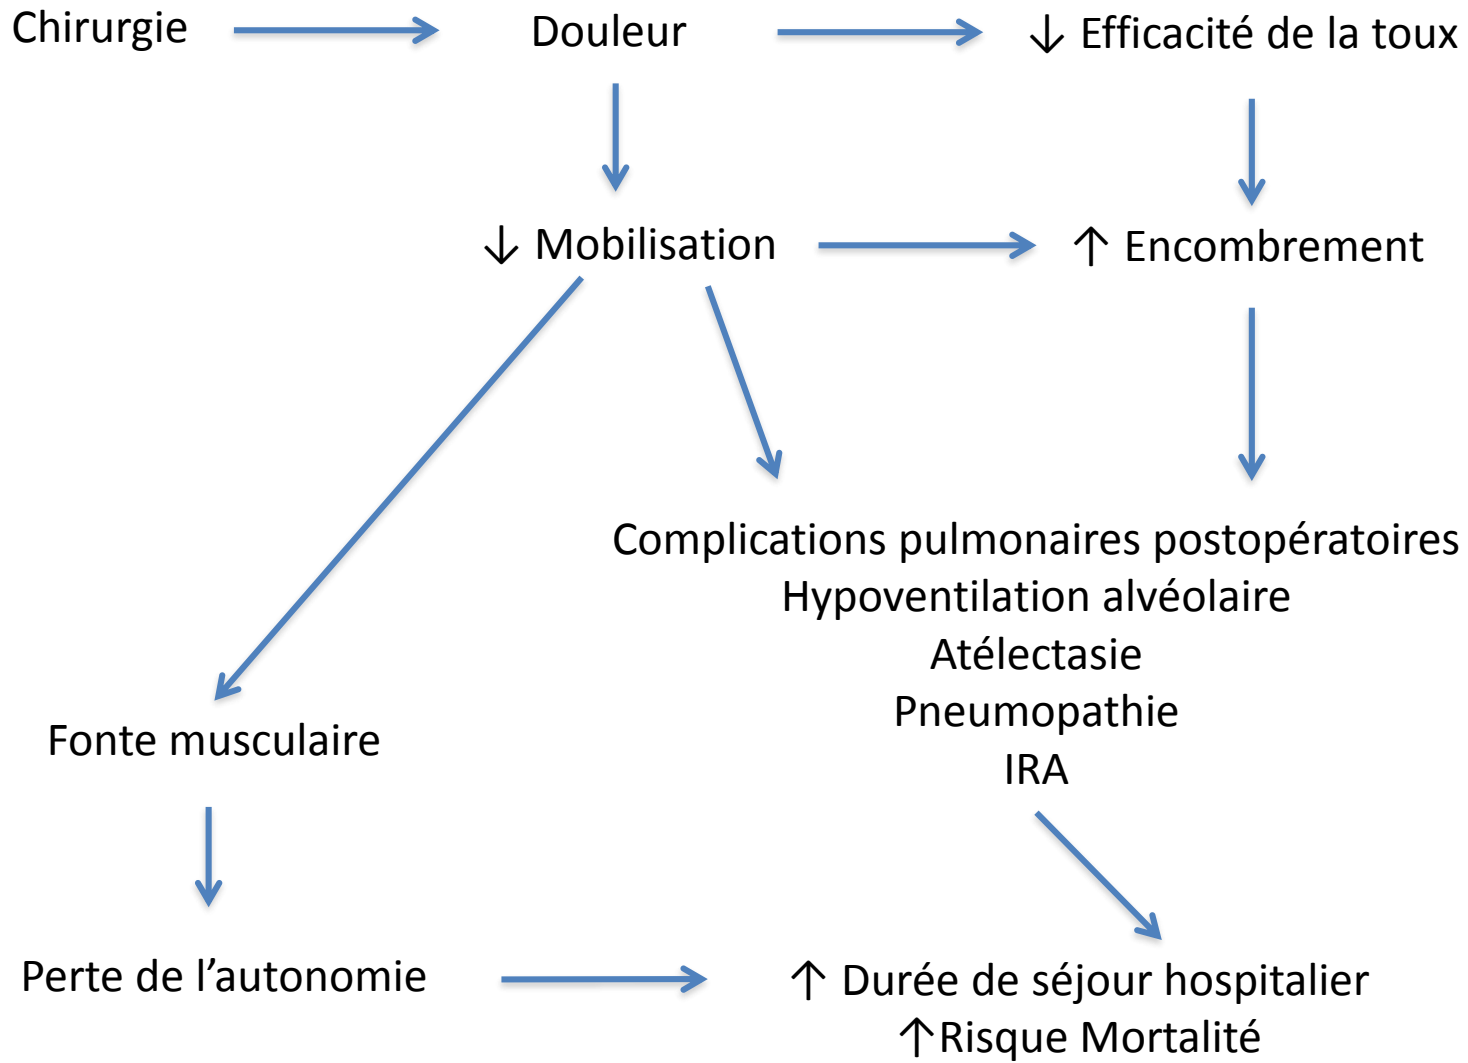 Chirurgie
Douleur
↓ Efficacité de la toux
↓ Mobilisation
↑ Encombrement
Complications pulmonaires postopératoires
Hypoventilation alvéolaire
Atélectasie
Pneumopathie
IRA
Fonte musculaire
Perte de l’autonomie
↑ Durée de séjour hospitalier
↑Risque Mortalité